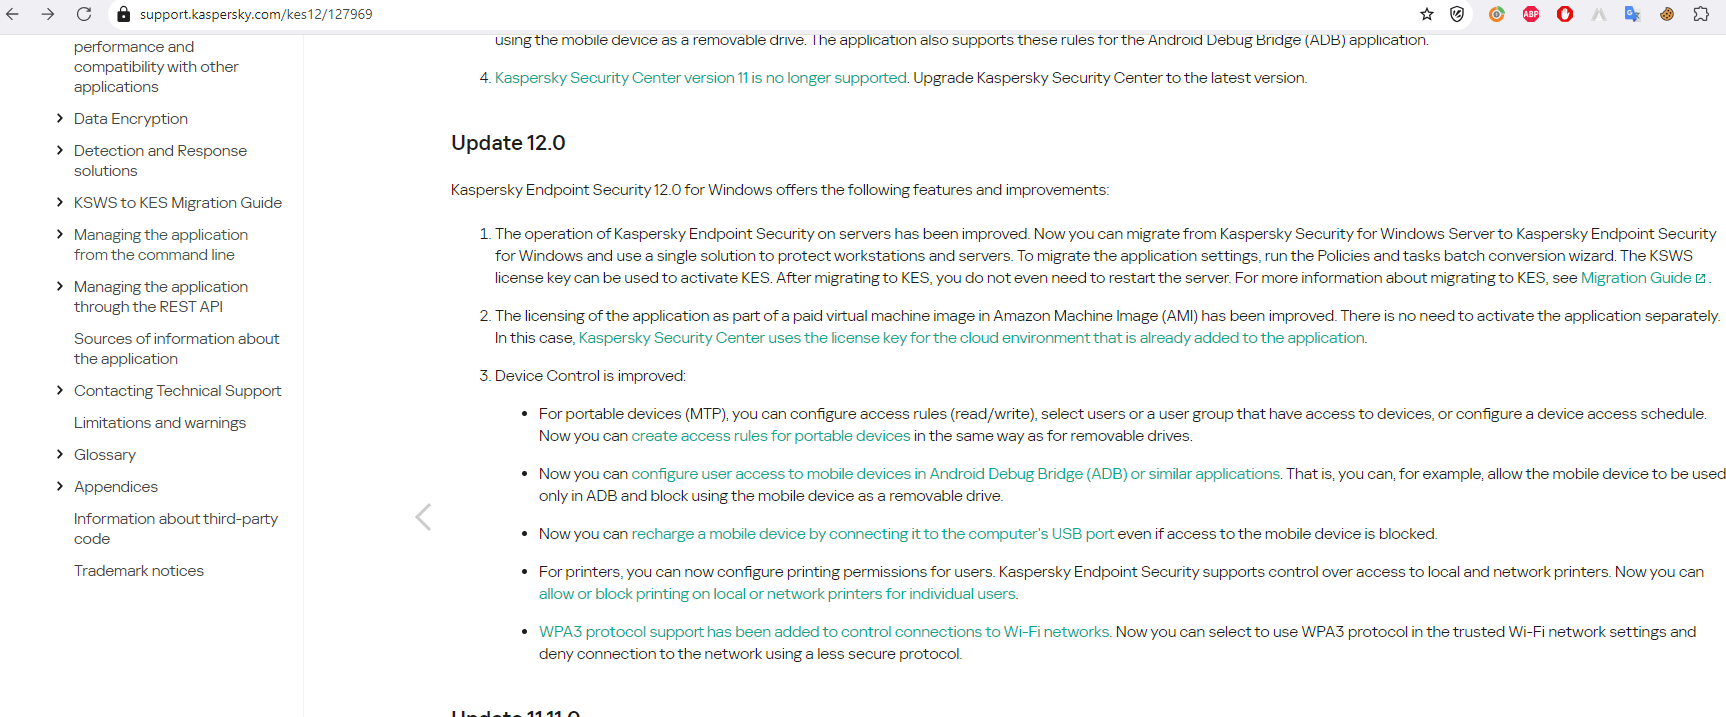 support.kaspersky.com/kes12/127969
ABP
performance and
compatibility with other
applications
Data Encryption
Detection and Response
solutions
KSWS to KES Migration Guide
Managing the application
from the command line
Managing the application
through the REST API
Sources of information about
the application
Contacting Technical Support
Limitations and warnings
Glossary
Appendices
Information about third-party
code
Trademark notices
using the mobile device as a removable drive. The application also supports these rules for the Android Debug Bridge (ADB) application.
4. Kaspersky Security Center version 11 is no longer supported. Upgrade Kaspersky Security Center to the latest version.
Update 12.0
Kaspersky Endpoint Security 12.0 for Windows offers the following features and improvements:
1. The operation of Kaspersky Endpoint Security on servers has been improved. Now you can migrate from Kaspersky Security for Windows Server to Kaspersky Endpoint Security
for Windows and use a single solution to protect workstations and servers. To migrate the application settings, run the Policies and tasks batch conversion wizard. The KSWS
license key can be used to activate KES. After migrating to KES, you do not even need to restart the server. For more information about migrating to KES, see Migration Guide.
2. The licensing of the application as part of a paid virtual machine image in Amazon Machine Image (AMI) has been improved. There is no need to activate the application separately.
In this case, Kaspersky Security Center uses the license key for the cloud environment that is already added to the application.
3. Device Control is improved:
• For portable devices (MTP), you can configure access rules (read/write), select users or a user group that have access to devices, or configure a device access schedule.
Now you can create access rules for portable devices in the same way as for removable drives.
• Now you can configure user access to mobile devices in Android Debug Bridge (ADB) or similar applications. That is, you can, for example, allow the mobile device to be used
only in ADB and block using the mobile device as a removable drive.
• Now you can recharge a mobile device by connecting it to the computer's USB port even if access to the mobile device is blocked.
• For printers, you can now configure printing permissions for users. Kaspersky Endpoint Security supports control over access to local and network printers. Now you can
allow or block printing on local or network printers for individual users.
• WPA3 protocol support has been added to control connections to Wi-Fi networks. Now you can select to use WPA3 protocol in the trusted Wi-Fi network settings and
deny connection to the network using a less secure protocol.
Update 11.11.0